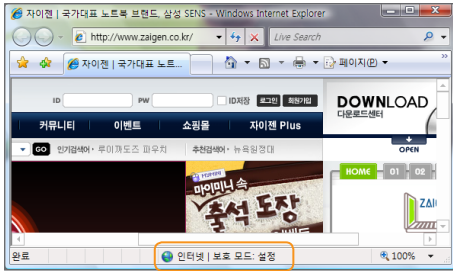 자이젠 | 국가대표 노트북 브랜드, 삼성 SENS - Windows Internet Explorer
http://www.zaigen.co.kr/
Live Search
자이젠 | 국가대표 노트...
페이지(P)
ID PW ID저장 로그인 회원가입
DOWNLOAD
다운로드센터
커뮤니티 이벤트 쇼핑몰 자이젠 Plus
OPEN
GO 인기검색어· 루이까또즈 파우치 추천검색어· 뉴욕일정대
HOME 01 02
마이미니 속
출석 도장
ZAI
완료
인터넷 | 보호 모드: 설정
100%